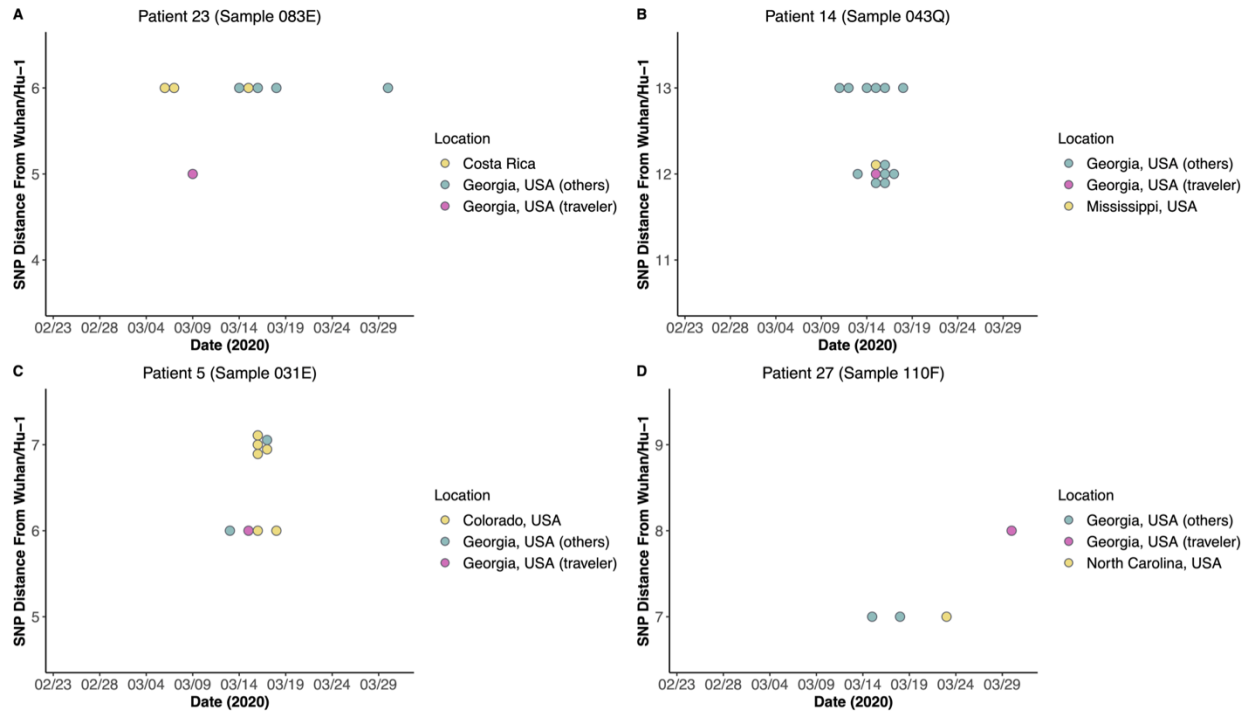 A
Patient 23 (Sample 083E)
SNP Distance From Wuhan/Hu−1
6
5
4
02/23 02/28 03/04 03/09 03/14 03/19 03/24 03/29
Date (2020)
Location
Costa Rica
Georgia, USA (others)
Georgia, USA (traveler)
B
Patient 14 (Sample 043Q)
SNP Distance From Wuhan/Hu−1
13
12
11
02/23 02/28 03/04 03/09 03/14 03/19 03/24 03/29
Date (2020)
Location
Georgia, USA (others)
Georgia, USA (traveler)
Mississippi, USA
C
Patient 5 (Sample 031E)
SNP Distance From Wuhan/Hu−1
7
6
5
02/23 02/28 03/04 03/09 03/14 03/19 03/24 03/29
Date (2020)
Location
Colorado, USA
Georgia, USA (others)
Georgia, USA (traveler)
D
Patient 27 (Sample 110F)
SNP Distance From Wuhan/Hu−1
9
8
7
02/23 02/28 03/04 03/09 03/14 03/19 03/24 03/29
Date (2020)
Location
Georgia, USA (others)
Georgia, USA (traveler)
North Carolina, USA